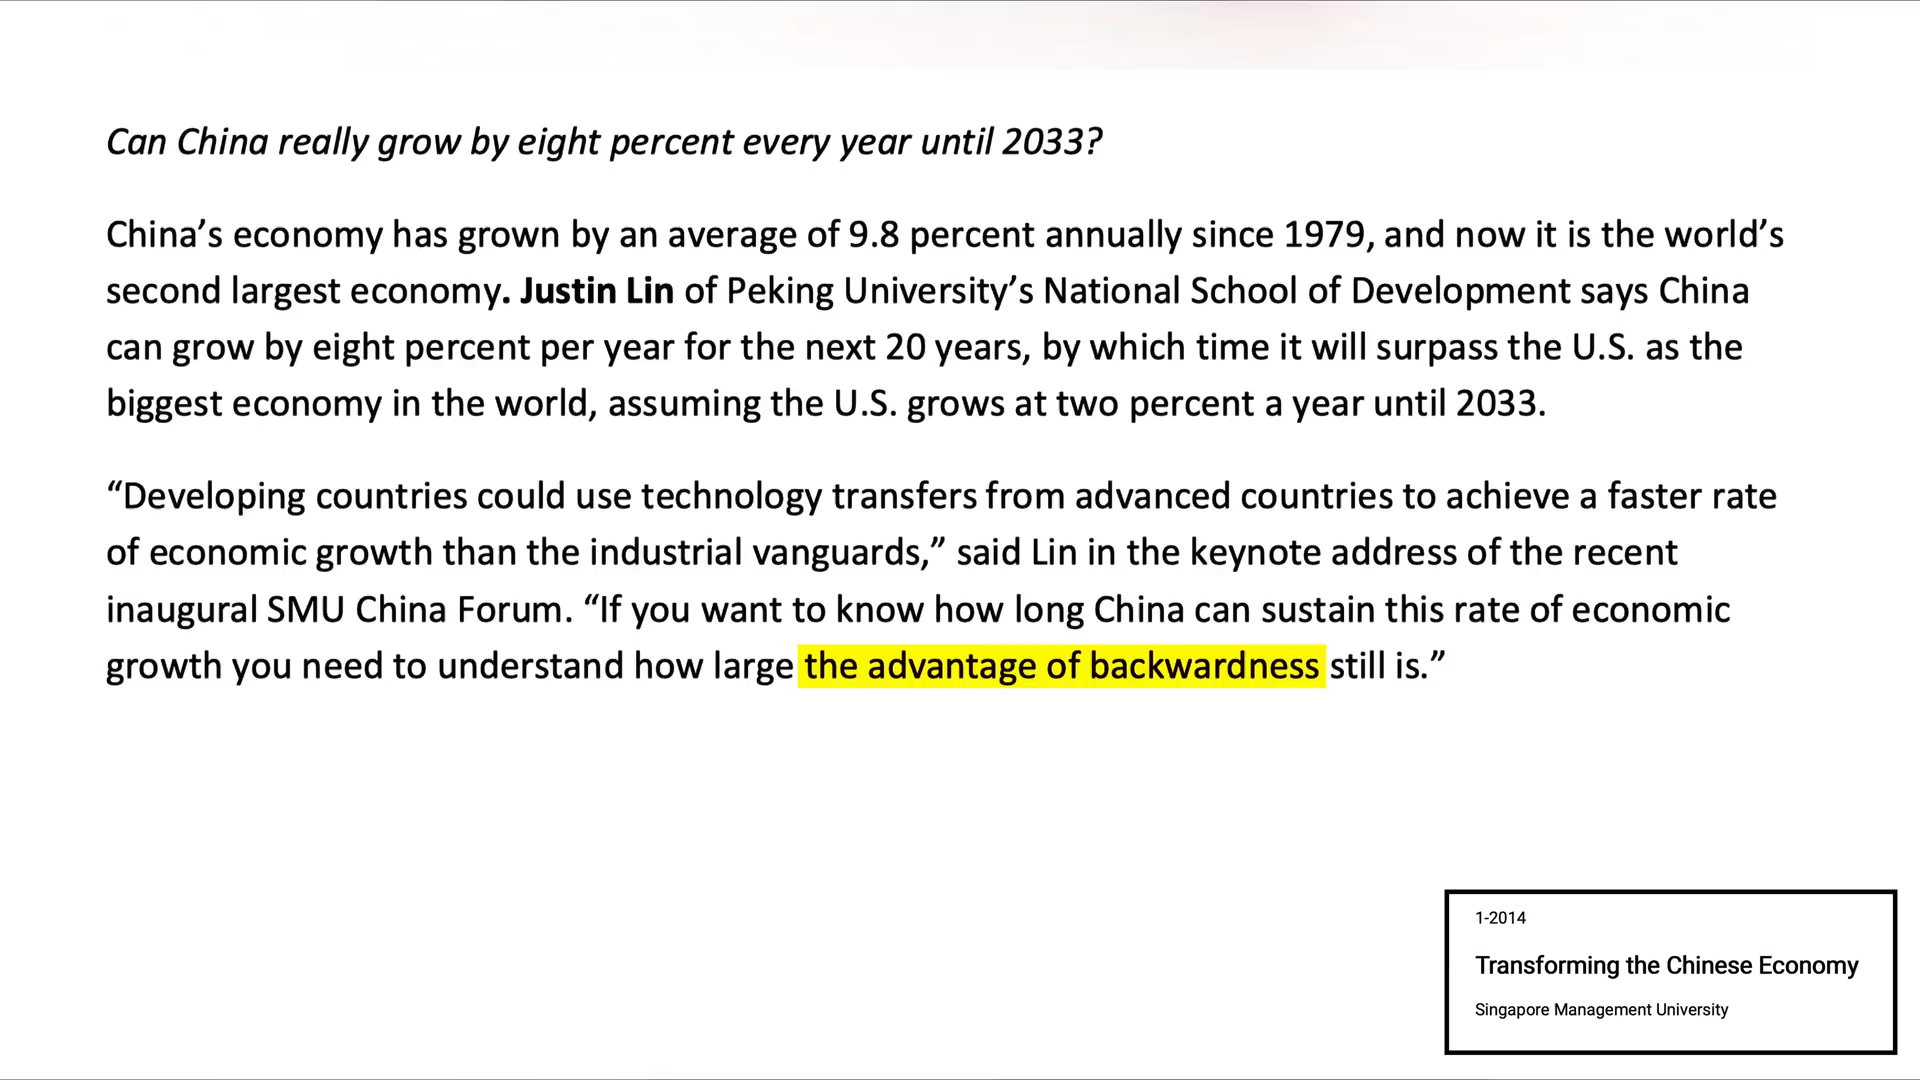 Can China really grow by eight percent every year until 2033?
China’s economy has grown by an average of 9.8 percent annually since 1979, and now it is the world’s
second largest economy. Justin Lin of Peking University’s National School of Development says China
can grow by eight percent per year for the next 20 years, by which time it will surpass the U.S. as the
biggest economy in the world, assuming the U.S. grows at two percent a year until 2033.
“Developing countries could use technology transfers from advanced countries to achieve a faster rate
of economic growth than the industrial vanguards,” said Lin in the keynote address of the recent
inaugural SMU China Forum. “If you want to know how long China can sustain this rate of economic
growth you need to understand how large the advantage of backwardness still is.”
1-2014
Transforming the Chinese Economy
Singapore Management University